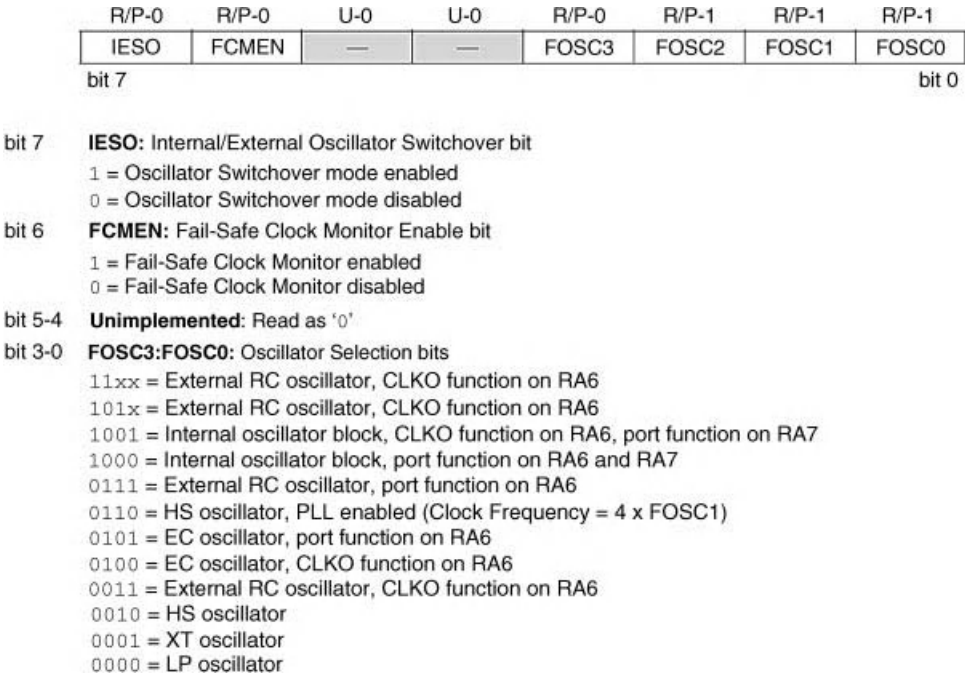 R/P-0 R/P-0 U-0 U-0 R/P-0 R/P-1 R/P-1 R/P-1
IESO FCMEN — — FOSC3 FOSC2 FOSC1 FOSC0
bit 7 bit 0
bit 7 IESO: Internal/External Oscillator Switchover bit
1 = Oscillator Switchover mode enabled
0 = Oscillator Switchover mode disabled
bit 6 FCMEN: Fail-Safe Clock Monitor Enable bit
1 = Fail-Safe Clock Monitor enabled
0 = Fail-Safe Clock Monitor disabled
bit 5-4 Unimplemented: Read as ‘0’
bit 3-0 FOSC3:FOSC0: Oscillator Selection bits
11xx = External RC oscillator, CLKO function on RA6
101x = External RC oscillator, CLKO function on RA6
1001 = Internal oscillator block, CLKO function on RA6, port function on RA7
1000 = Internal oscillator block, port function on RA6 and RA7
0111 = External RC oscillator, port function on RA6
0110 = HS oscillator, PLL enabled (Clock Frequency = 4 x FOSC1)
0101 = EC oscillator, port function on RA6
0100 = EC oscillator, CLKO function on RA6
0011 = External RC oscillator, CLKO function on RA6
0010 = HS oscillator
0001 = XT oscillator
0000 = LP oscillator